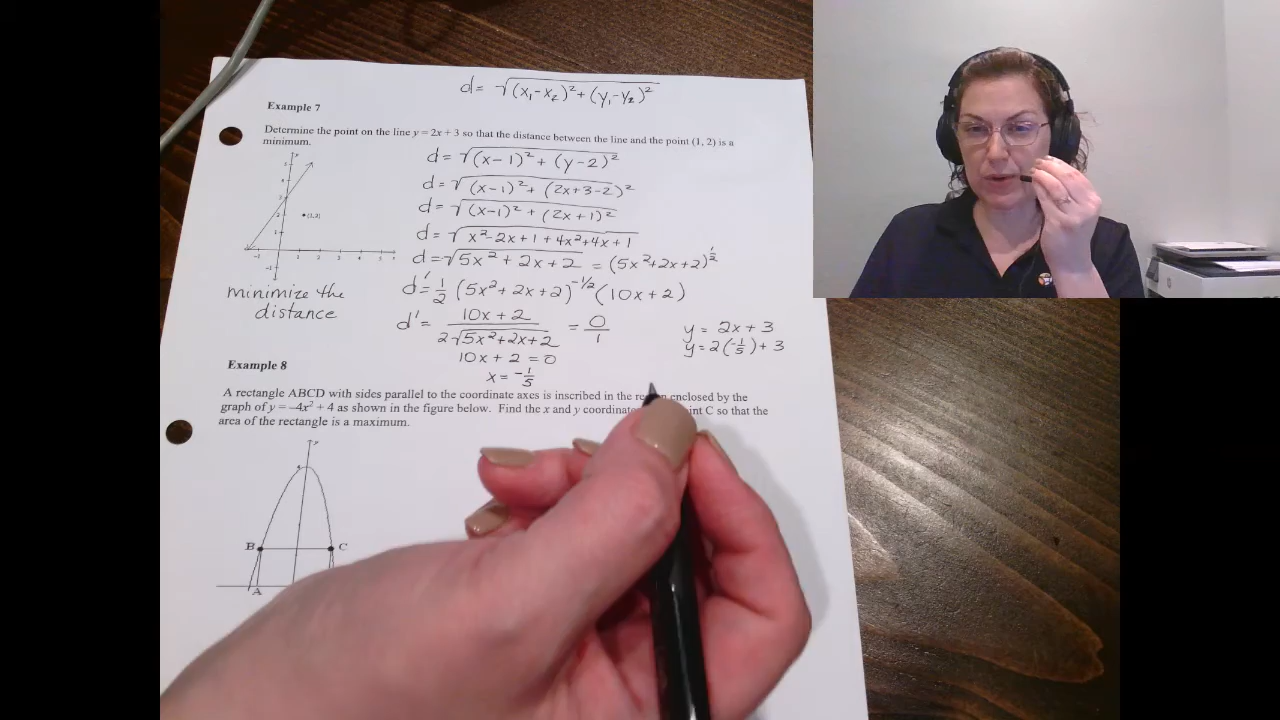 d = √(x₁-x₂)² + (y₁-y₂)²
Example 7
Determine the point on the line y = 2x + 3 so that the distance between the line and the point (1, 2) is a
minimum.
d = √(x-1)² + (y-2)²
d = √(x-1)² + (2x+3-2)²
d = √(x-1)² + (2x+1)²
d = √x²-2x+1+4x²+4x+1
d = √5x²+2x+2 = (5x²+2x+2)^½
(1,2)
minimize the
distance
d' = ½ (5x²+2x+2)^-1/2 (10x+2)
d' = 10x+2 / 2√5x²+2x+2 = 0/1
10x + 2 = 0
x = -1/5
y = 2x + 3
y = 2(-1/5) + 3
Example 8
A rectangle ABCD with sides parallel to the coordinate axes is inscribed in the enclosed by the
graph of y = –4x² + 4 as shown in the figure below. Find the x and y C so that the
area of the rectangle is a maximum.
B C
A